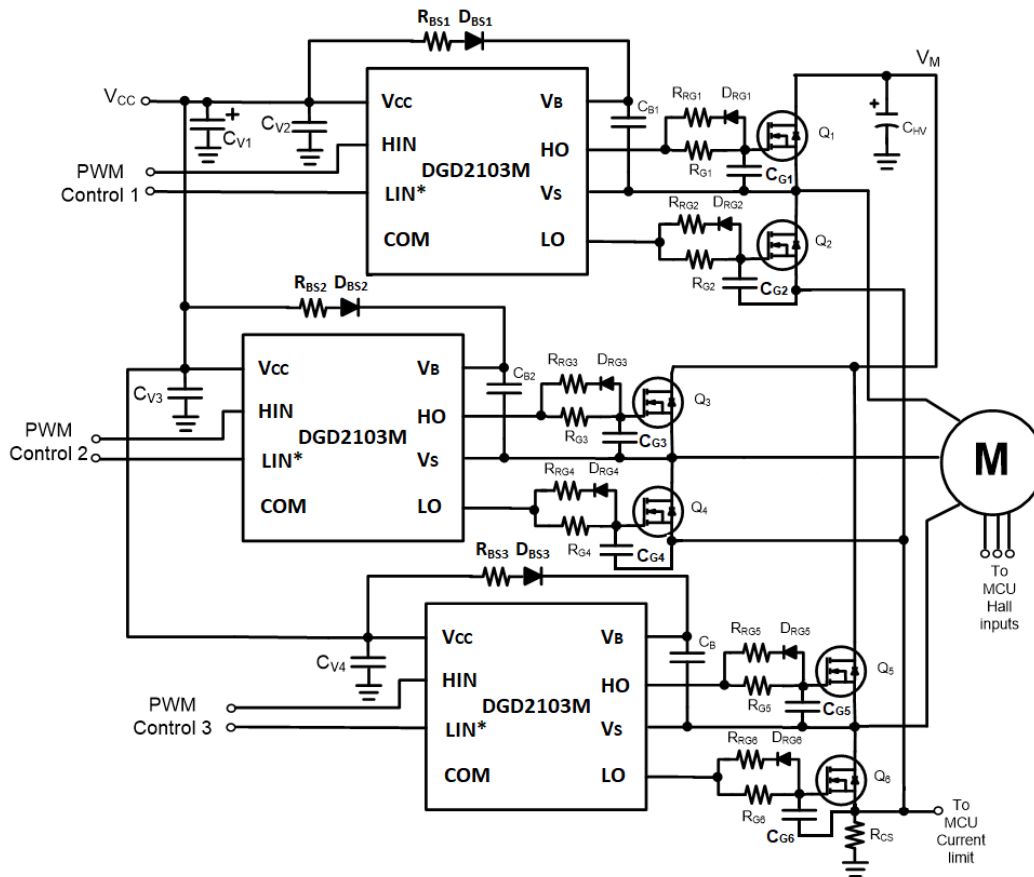 RBS1 DBS1
VM
VCC
CV1
CV2
Vcc
HIN
LIN*
COM
DGD2103M
VB
HO
VS
LO
PWM
Control 1
CB1
RRG1
DRG1
RG1
CG1
Q1
CHV
+
+
RRG2
DRG2
RG2
CG2
Q2
RBS2 DBS2
CV3
Vcc
HIN
LIN*
COM
DGD2103M
VB
HO
VS
LO
PWM
Control 2
CB2
RRG3
DRG3
RG3
CG3
Q3
RRG4
DRG4
RG4
CG4
Q4
M
To
MCU
Hall
inputs
RBS3 DBS3
CV4
Vcc
HIN
LIN*
COM
DGD2103M
VB
HO
VS
LO
PWM
Control 3
CB
RRG5
DRG5
RG5
CG5
Q5
RRG6
DRG6
RG6
CG6
Q6
RCS
To
MCU
Current
limit